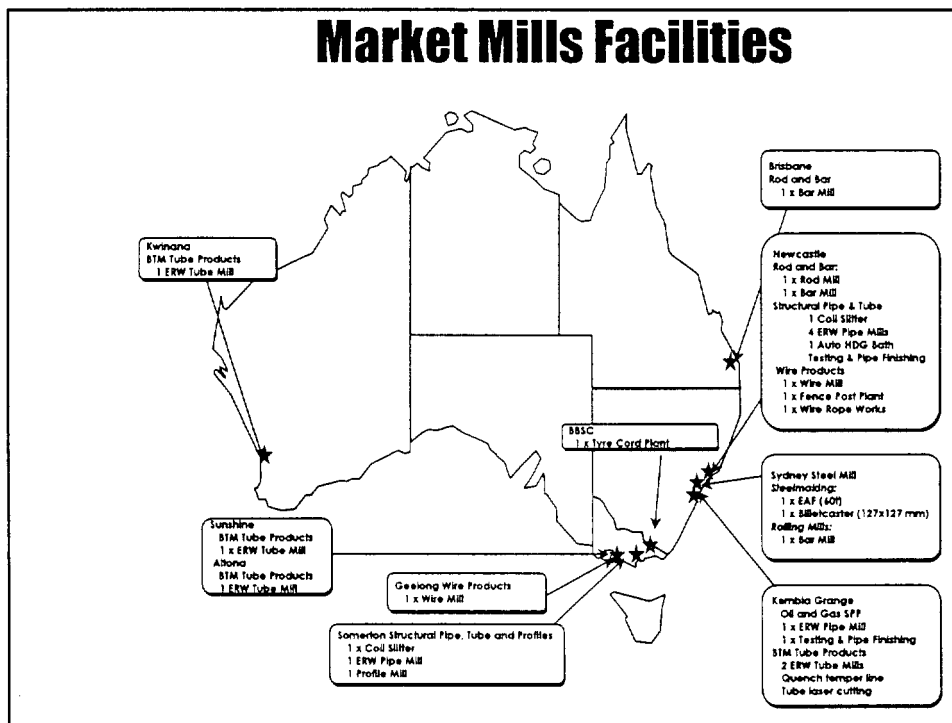 Market Mills Facilities
Brisbane
Rod and Bar
1 x Bar Mill
Kwinana
BTM Tube Products
1 ERW Tube Mill
Newcastle
Rod and Bar:
1 x Rod Mill
1 x Bar Mill
Structural Pipe & Tube
1 Coil Slitter
4 ERW Pipe Mills
1 Auto HDG Bath
Testing & Pipe Finishing
Wire Products
1 x Wire Mill
1 x Fence Post Plant
1 x Wire Rope Works
BBSC
1 x Tyre Cord Plant
Sydney Steel Mill
Steelmaking:
1 x EAF (60t)
1 x Billetcaster (127x127 mm)
Rolling Mills:
1 x Bar Mill
Sunshine
BTM Tube Products
1 x ERW Tube Mill
Altona
BTM Tube Products
1 ERW Tube Mill
Geelong Wire Products
1 x Wire Mill
Somerton Structural Pipe, Tube and Profiles
1 x Coil Slitter
1 ERW Pipe Mill
1 Profile Mill
Kembla Grange
Oil and Gas SPP
1 x ERW Pipe Mill
1 x Testing & Pipe Finishing
BTM Tube Products
2 ERW Tube Mills
Quench temper line
Tube laser cutting